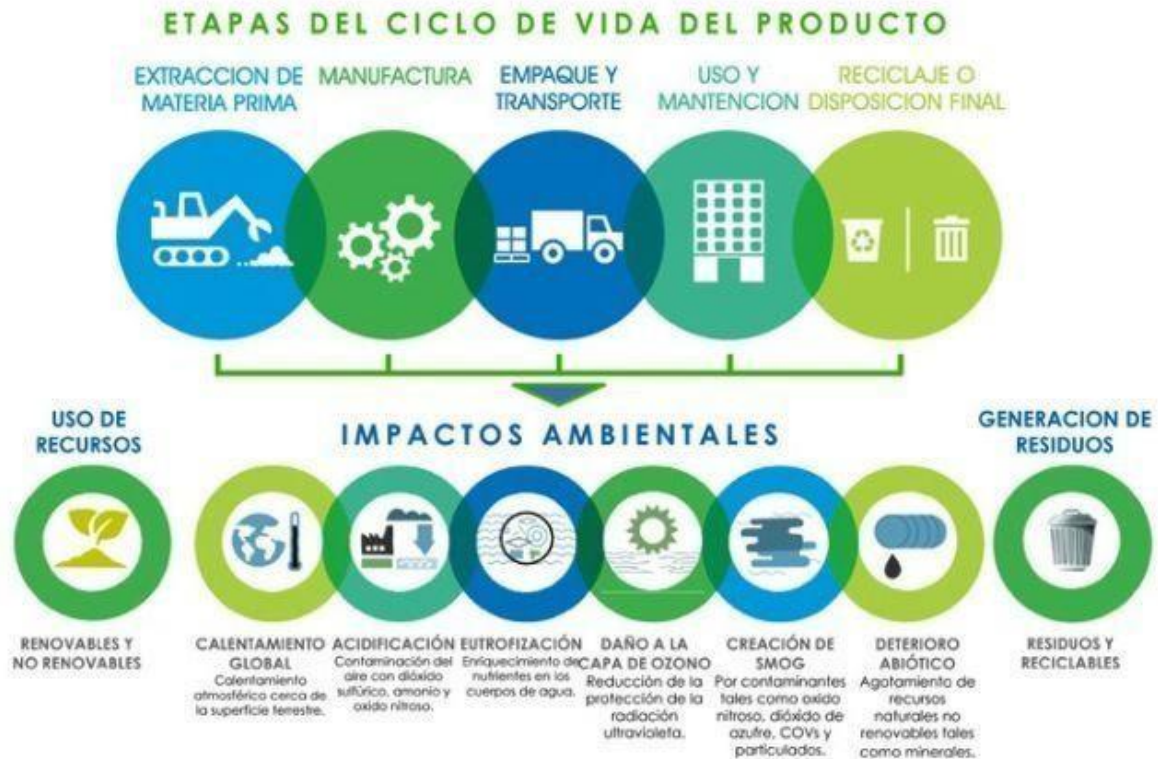 ETAPAS DEL CICLO DE VIDA DEL PRODUCTO
EXTRACCION DE
MATERIA PRIMA
MANUFACTURA
EMPAQUE Y
TRANSPORTE
USO Y
MANTENCION
RECICLAJE O
DISPOSICION FINAL
USO DE
RECURSOS
IMPACTOS AMBIENTALES
GENERACION DE
RESIDUOS
RENOVABLES Y
NO RENOVABLES
CALENTAMIENTO
GLOBAL
Calentamiento
atmosférico cerca de
la superficie terrestre.
ACIDIFICACIÓN
Contaminación del
aire con dióxido
sulfúrico, amonio y
oxido nitroso.
EUTROFIZACIÓN
Enriquecimiento de
nutrientes en los
cuerpos de agua.
DAÑO A LA
CAPA DE OZONO
Reducción de la
protección de la
radiación
ultravioleta.
CREACIÓN DE
SMOG
Por contaminantes
tales como oxido
nitroso, dióxido de
azufre, COVs y
particulados.
DETERIORO
ABIÓTICO
Agotamiento de
recursos
naturales no
renovables tales
como minerales.
RESIDUOS Y
RECICLABLES